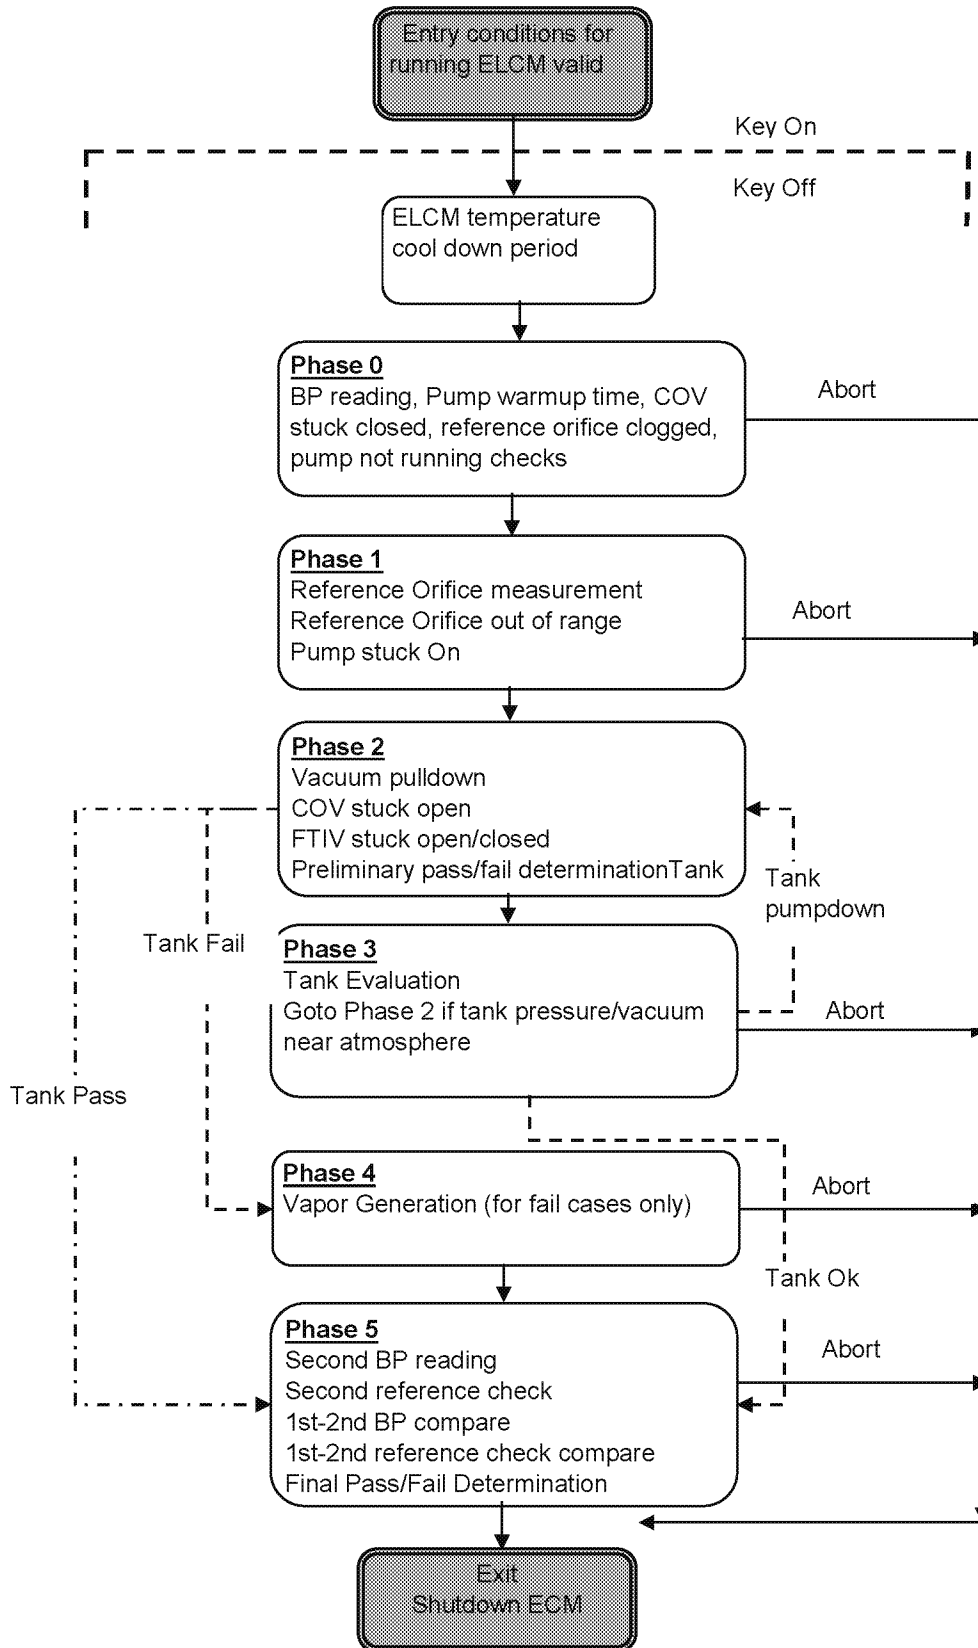 Entry conditions for
running ELCM valid
Key On
Key Off
ELCM temperature
cool down period
Phase 0
BP reading, Pump warmup time, COV
stuck closed, reference orifice clogged,
pump not running checks
Abort
Phase 1
Reference Orifice measurement
Reference Orifice out of range
Pump stuck On
Abort
Phase 2
Vacuum pulldown
COV stuck open
FTIV stuck open/closed
Preliminary pass/fail determinationTank
Tank
pumpdown
Tank Fail
Phase 3
Tank Evaluation
Goto Phase 2 if tank pressure/vacuum
near atmosphere
Abort
Tank Pass
Phase 4
Vapor Generation (for fail cases only)
Abort
Tank Ok
Phase 5
Second BP reading
Second reference check
1st-2nd BP compare
1st-2nd reference check compare
Final Pass/Fail Determination
Abort
Exit
Shutdown ECM